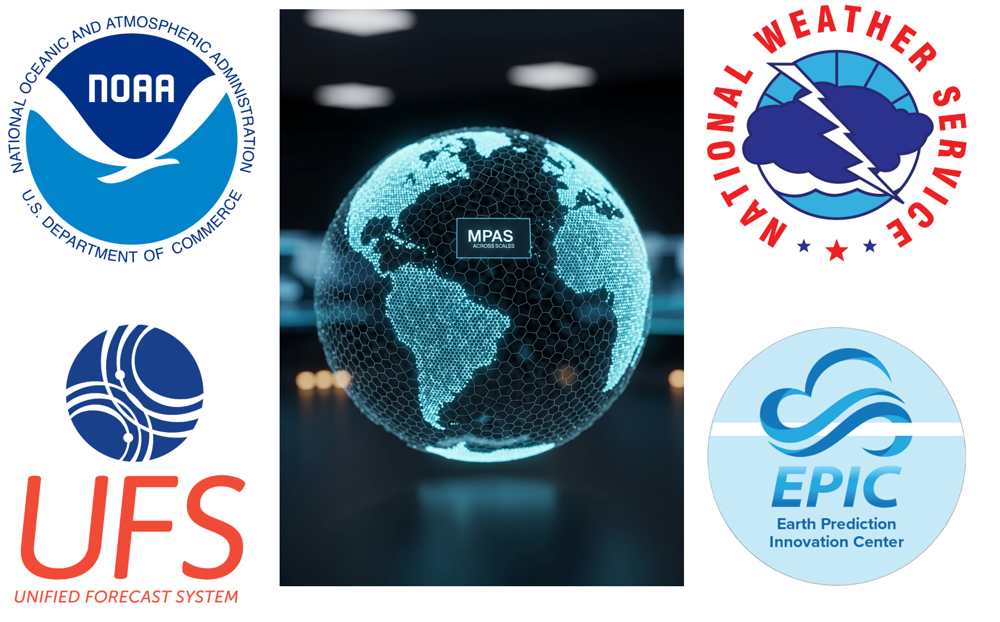 NATIONAL OCEANIC AND ATMOSPHERIC ADMINISTRATION
NOAA
U.S. DEPARTMENT OF COMMERCE
UFS
UNIFIED FORECAST SYSTEM
MPAS
ACROSS SCALES
NATIONAL WEATHER SERVICE
EPIC
Earth Prediction
Innovation Center